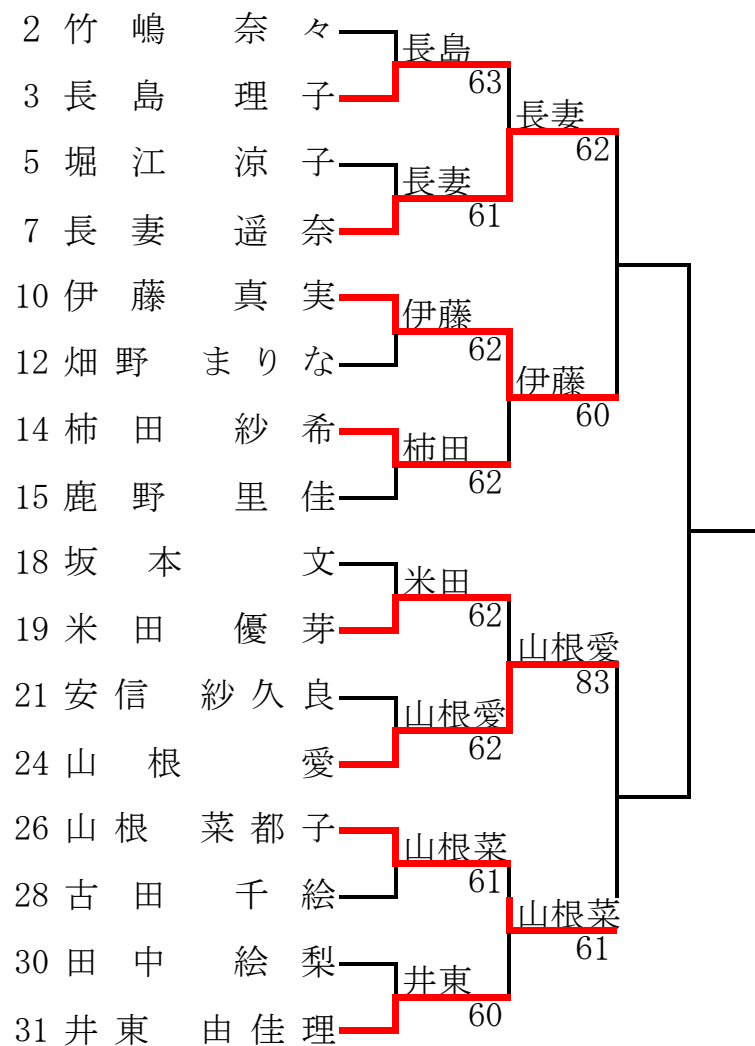 2 竹嶋 奈々
長島
63
3 長島 理子
長妻
62
5 堀江 涼子
長妻
61
7 長妻 遥奈
10 伊藤 真実
伊藤
62
12 畑野 まりな
伊藤
60
14 柿田 紗希
柿田
62
15 鹿野 里佳
18 坂本 文
米田
62
19 米田 優芽
山根愛
83
21 安信 紗久良
山根愛
62
24 山根 愛
26 山根 菜都子
山根菜
61
28 古田 千絵
山根菜
61
30 田中 絵梨
井東
60
31 井東 由佳理